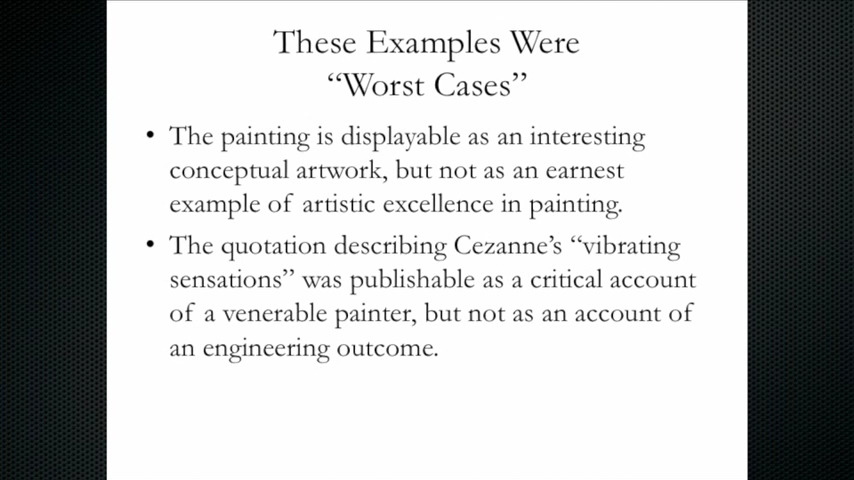 These Examples Were
“Worst Cases”
• The painting is displayable as an interesting
conceptual artwork, but not as an earnest
example of artistic excellence in painting.
• The quotation describing Cezanne’s “vibrating
sensations” was publishable as a critical account
of a venerable painter, but not as an account of
an engineering outcome.